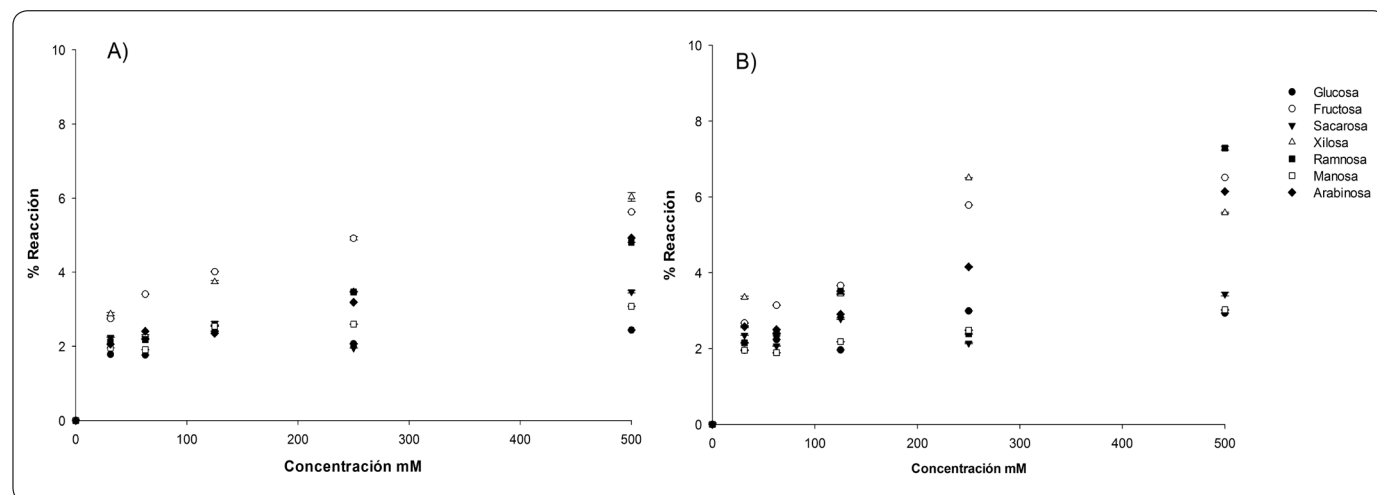 A)
10
8
6
4
2
0
% Reacción
0 100 200 300 400 500
Concentración mM
B)
10
8
6
4
2
0
% Reacción
0 100 200 300 400 500
Concentración mM
Glucosa
Fructosa
Sacarosa
Xilosa
Ramnosa
Manosa
Arabinosa